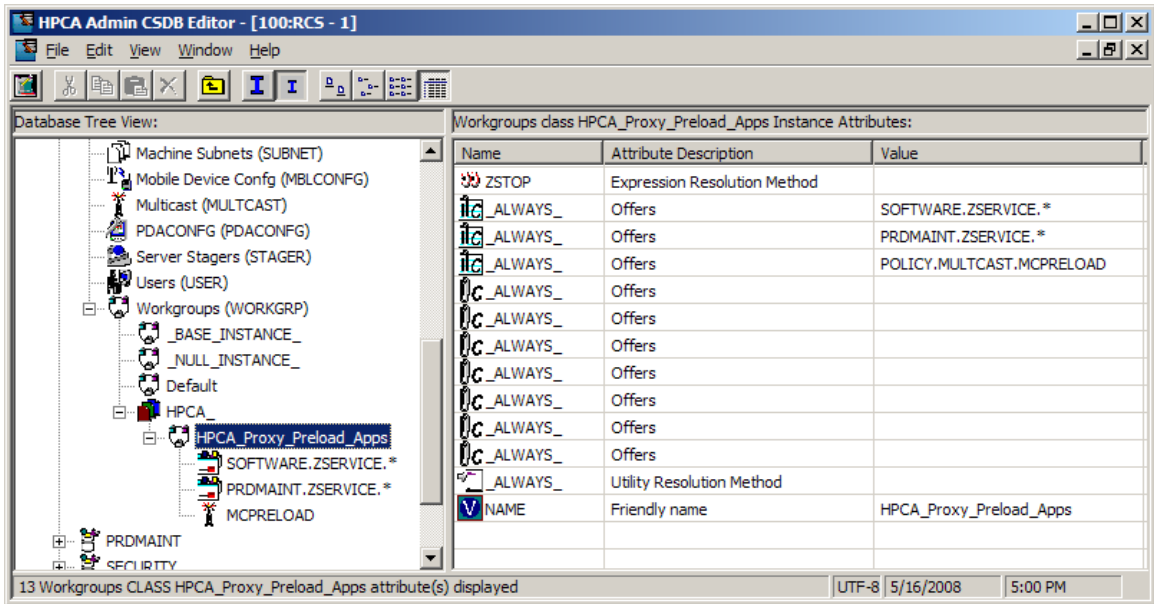 HPCA Admin CSDB Editor - [100:RCS - 1]
File Edit View Window Help
Database Tree View:
Machine Subnets (SUBNET)
Mobile Device Confg (MBLCONFG)
Multicast (MULTCAST)
PDACONFG (PDACONFG)
Server Stagers (STAGER)
Users (USER)
Workgroups (WORKGRP)
_BASE_INSTANCE_
_NULL_INSTANCE_
Default
HPCA_
HPCA_Proxy_Preload_Apps
SOFTWARE.ZSERVICE.*
PRDMAINT.ZSERVICE.*
MCPRELOAD
PRDMAINT
SECURITY
Workgroups class HPCA_Proxy_Preload_Apps Instance Attributes:
Name Attribute Description Value
ZSTOP Expression Resolution Method
_ALWAYS_ Offers SOFTWARE.ZSERVICE.*
_ALWAYS_ Offers PRDMAINT.ZSERVICE.*
_ALWAYS_ Offers POLICY.MULTCAST.MCPRELOAD
_ALWAYS_ Offers
_ALWAYS_ Offers
_ALWAYS_ Offers
_ALWAYS_ Offers
_ALWAYS_ Offers
_ALWAYS_ Offers
_ALWAYS_ Offers
_ALWAYS_ Utility Resolution Method
NAME Friendly name HPCA_Proxy_Preload_Apps
13 Workgroups CLASS HPCA_Proxy_Preload_Apps attribute(s) displayed
UTF-8 5/16/2008 5:00 PM